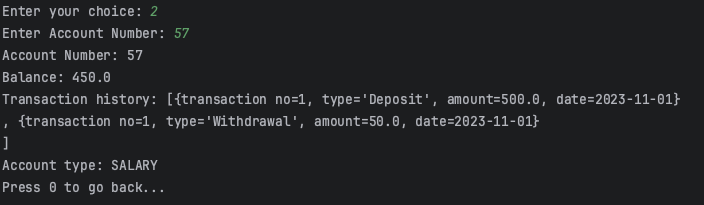 Enter your choice: 2
Enter Account Number: 57
Account Number: 57
Balance: 450.0
Transaction history: [{transaction no=1, type='Deposit', amount=500.0, date=2023-11-01}
, {transaction no=1, type='Withdrawal', amount=50.0, date=2023-11-01}
]
Account type: SALARY
Press 0 to go back...